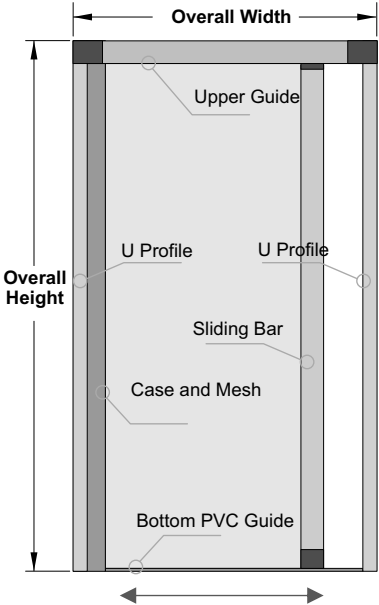 Overall Width
Upper Guide
U Profile
U Profile
Overall
Height
Sliding Bar
Case and Mesh
Bottom PVC Guide